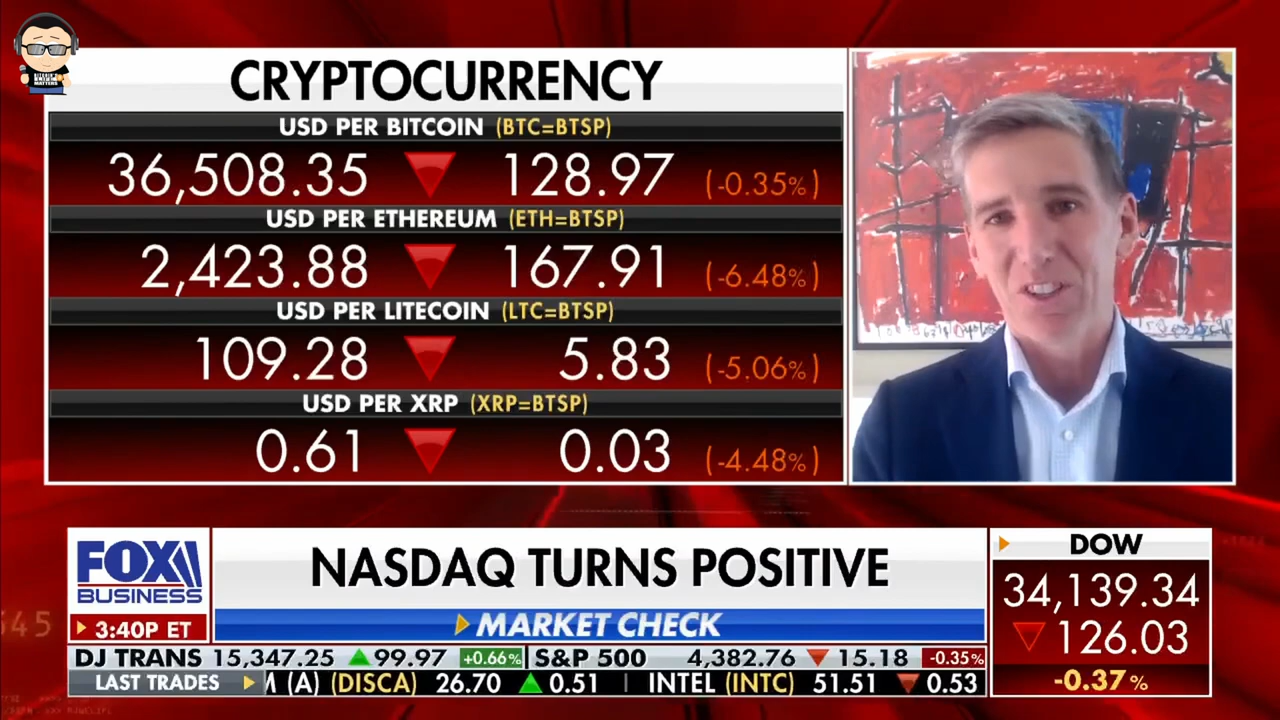 BITCOIN'S
MATTERS
CRYPTOCURRENCY
USD PER BITCOIN (BTC=BTSP)
36,508.35 128.97 (-0.35%)
USD PER ETHEREUM (ETH=BTSP)
2,423.88 167.91 (-6.48%)
USD PER LITECOIN (LTC=BTSP)
109.28 5.83 (-5.06%)
USD PER XRP (XRP=BTSP)
0.61 0.03 (-4.48%)
FOX
BUSINESS
3:40P ET
NASDAQ TURNS POSITIVE
MARKET CHECK
DOW
34,139.34
126.03
-0.37%
DJ TRANS 15,347.25 99.97 +0.66% S&P 500 4,382.76 15.18 -0.35%
LAST TRADES (A) (DISCA) 26.70 0.51 | INTEL (INTC) 51.51 0.53
345